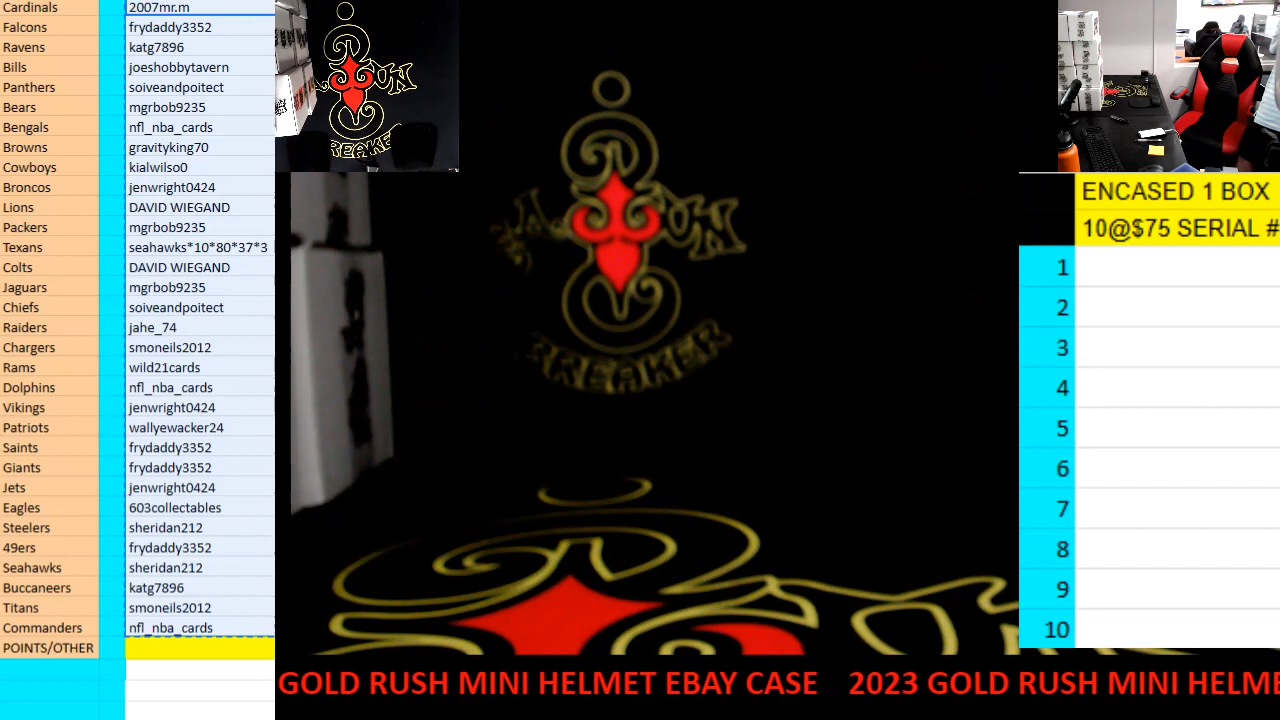 Cardinals 2007mr.m
Falcons frydaddy3352
Ravens katg7896
Bills joeshobbytavern
Panthers soiveandpoitect
Bears mgrbob9235
Bengals nfl_nba_cards
Browns gravityking70
Cowboys kialwilso0
Broncos jenwright0424
Lions DAVID WIEGAND
Packers mgrbob9235
Texans seahawks*10*80*37*3
Colts DAVID WIEGAND
Jaguars mgrbob9235
Chiefs soiveandpoitect
Raiders jahe_74
Chargers smoneils2012
Rams wild21cards
Dolphins nfl_nba_cards
Vikings jenwright0424
Patriots wallyewacker24
Saints frydaddy3352
Giants frydaddy3352
Jets jenwright0424
Eagles 603collectables
Steelers sheridan212
49ers frydaddy3352
Seahawks sheridan212
Buccaneers katg7896
Titans smoneils2012
Commanders nfl_nba_cards
POINTS/OTHER
BREAKER
ENCASED 1 BOX
10@$75 SERIAL #
1
2
3
4
5
6
7
8
9
10
GOLD RUSH MINI HELMET EBAY CASE 2023 GOLD RUSH MINI HELME